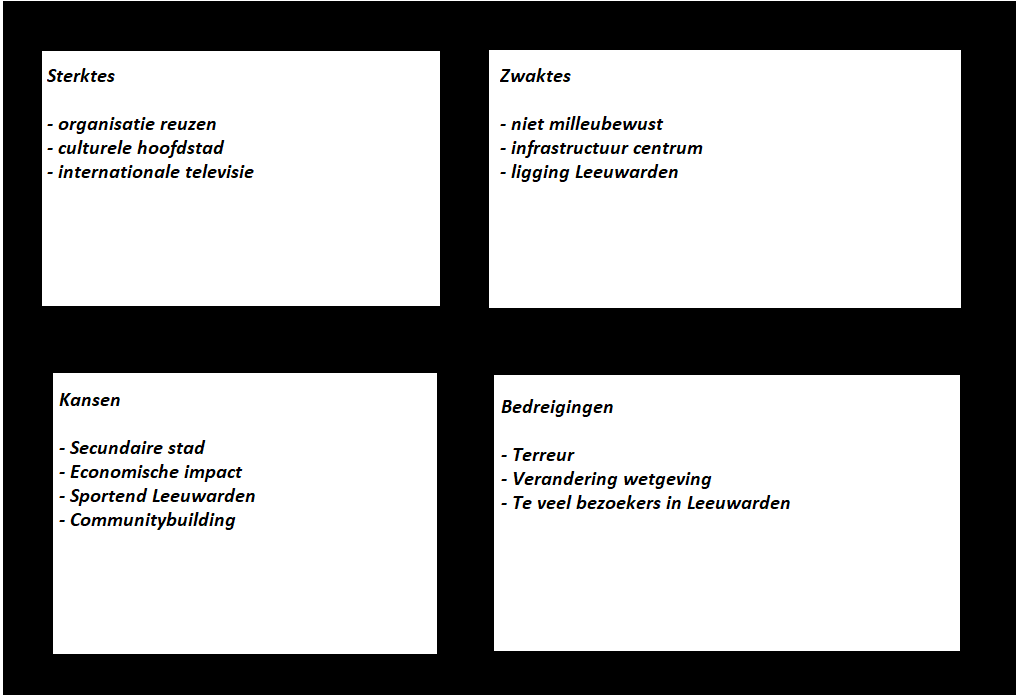 Sterktes
- organisatie reuzen
- culturele hoofdstad
- internationale televisie
Zwaktes
- niet milleubewust
- infrastructuur centrum
- ligging Leeuwarden
Kansen
- Secundaire stad
- Economische impact
- Sportend Leeuwarden
- Communitybuilding
Bedreigingen
- Terreur
- Verandering wetgeving
- Te veel bezoekers in Leeuwarden